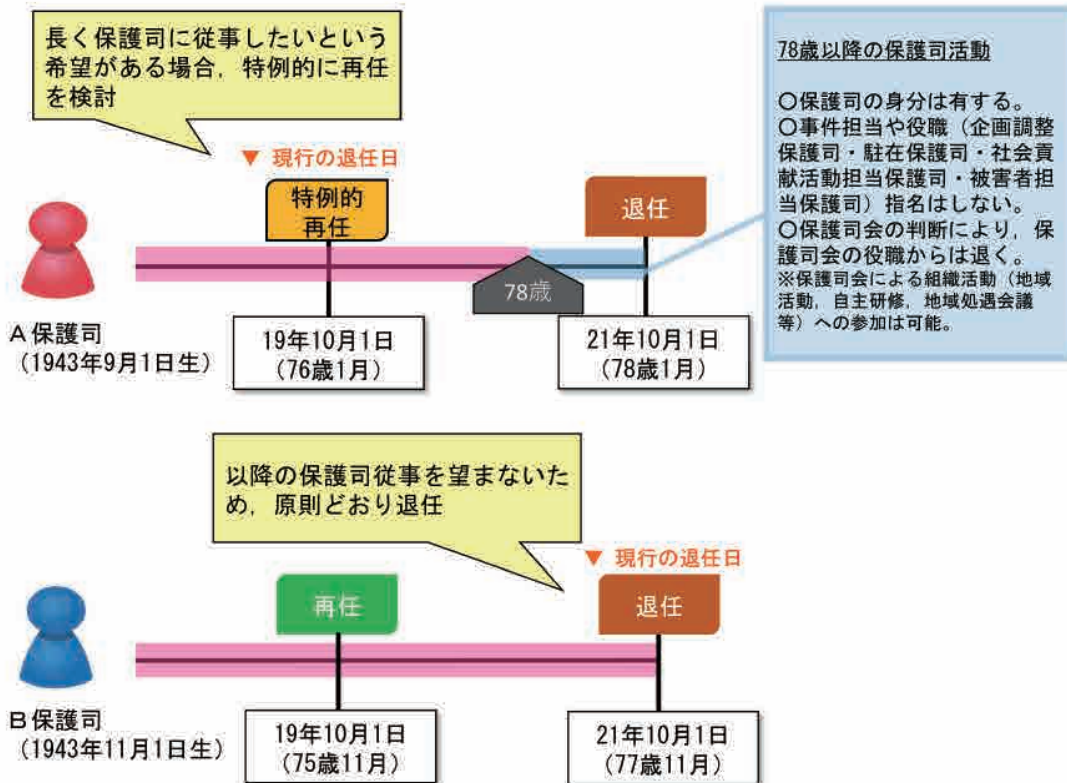 長く保護司に従事したいという
希望がある場合，特例的に再任
を検討
▼ 現行の退任日
特例的
再任
退任
78歳
A保護司
（1943年9月1日生）
19年10月1日
（76歳1月）
21年10月1日
（78歳1月）
78歳以降の保護司活動
○保護司の身分は有する。
○事件担当や役職（企画調整
保護司・駐在保護司・社会貢
献活動担当保護司・被害者担
当保護司）指名はしない。
○保護司会の判断により，保
護司会の役職からは退く。
※保護司会による組織活動（地域
活動，自主研修，地域処遇会議
等）への参加は可能。
以降の保護司従事を望まないた
め，原則どおり退任
▼ 現行の退任日
再任
退任
B保護司
（1943年11月1日生）
19年10月1日
（75歳11月）
21年10月1日
（77歳11月）